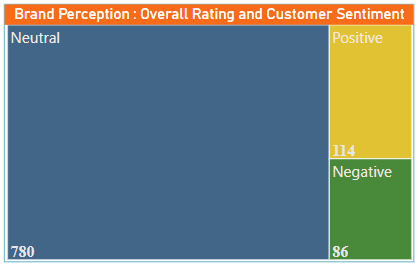 Brand Perception : Overall Rating and Customer Sentiment
Neutral
780
Positive
114
Negative
86